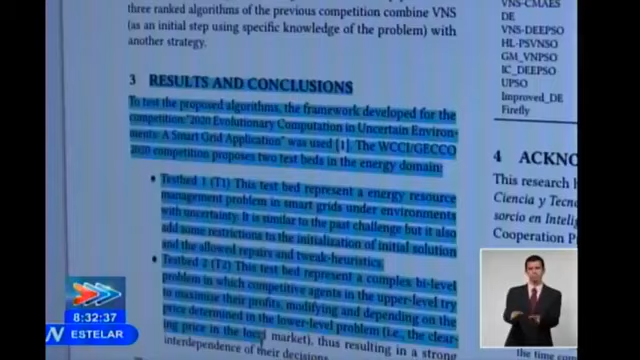 three ranked algorithms of the previous competition combine VNS
(as an initial step using specific knowledge of the problem) with
another strategy.
3 RESULTS AND CONCLUSIONS
To test the proposed algorithms, the framework developed for the
competition:"2020 Evolutionary Computation in Uncertain Environ-
ments: A Smart Grid Application" was used [1]. The WCCI/GECCO
2020 competition proposes two test beds in the energy domain:
• Testbed 1 (T1) This test bed represent a energy resource
management problem in smart grids under environments
with uncertainty. It is similar to the past challenge but it also
add some restrictions to the initialization of initial solution
and the allowed repairs and tweak-heuristics.
• Testbed 2 (T2) This test bed represent a complex bi-level
problem in which competitive agents in the upper-level try
to maximise their profits, modifying and depending on the
price determined in the lower-level problem (i.e., the clear-
ing price in the local market), thus resulting in a strong
interdependence of their decisions
VNS-CMAES
DE
VNS-DEEPSO
HL-PSVNSO
GM_VNPSO
IC_DEEPSO
UPSO
Improved_DE
Firefly
4 ACKNO
This research
Ciencia y Tecno
sorcio en Intelig
Cooperation P
the time
8:32:37
ESTELAR